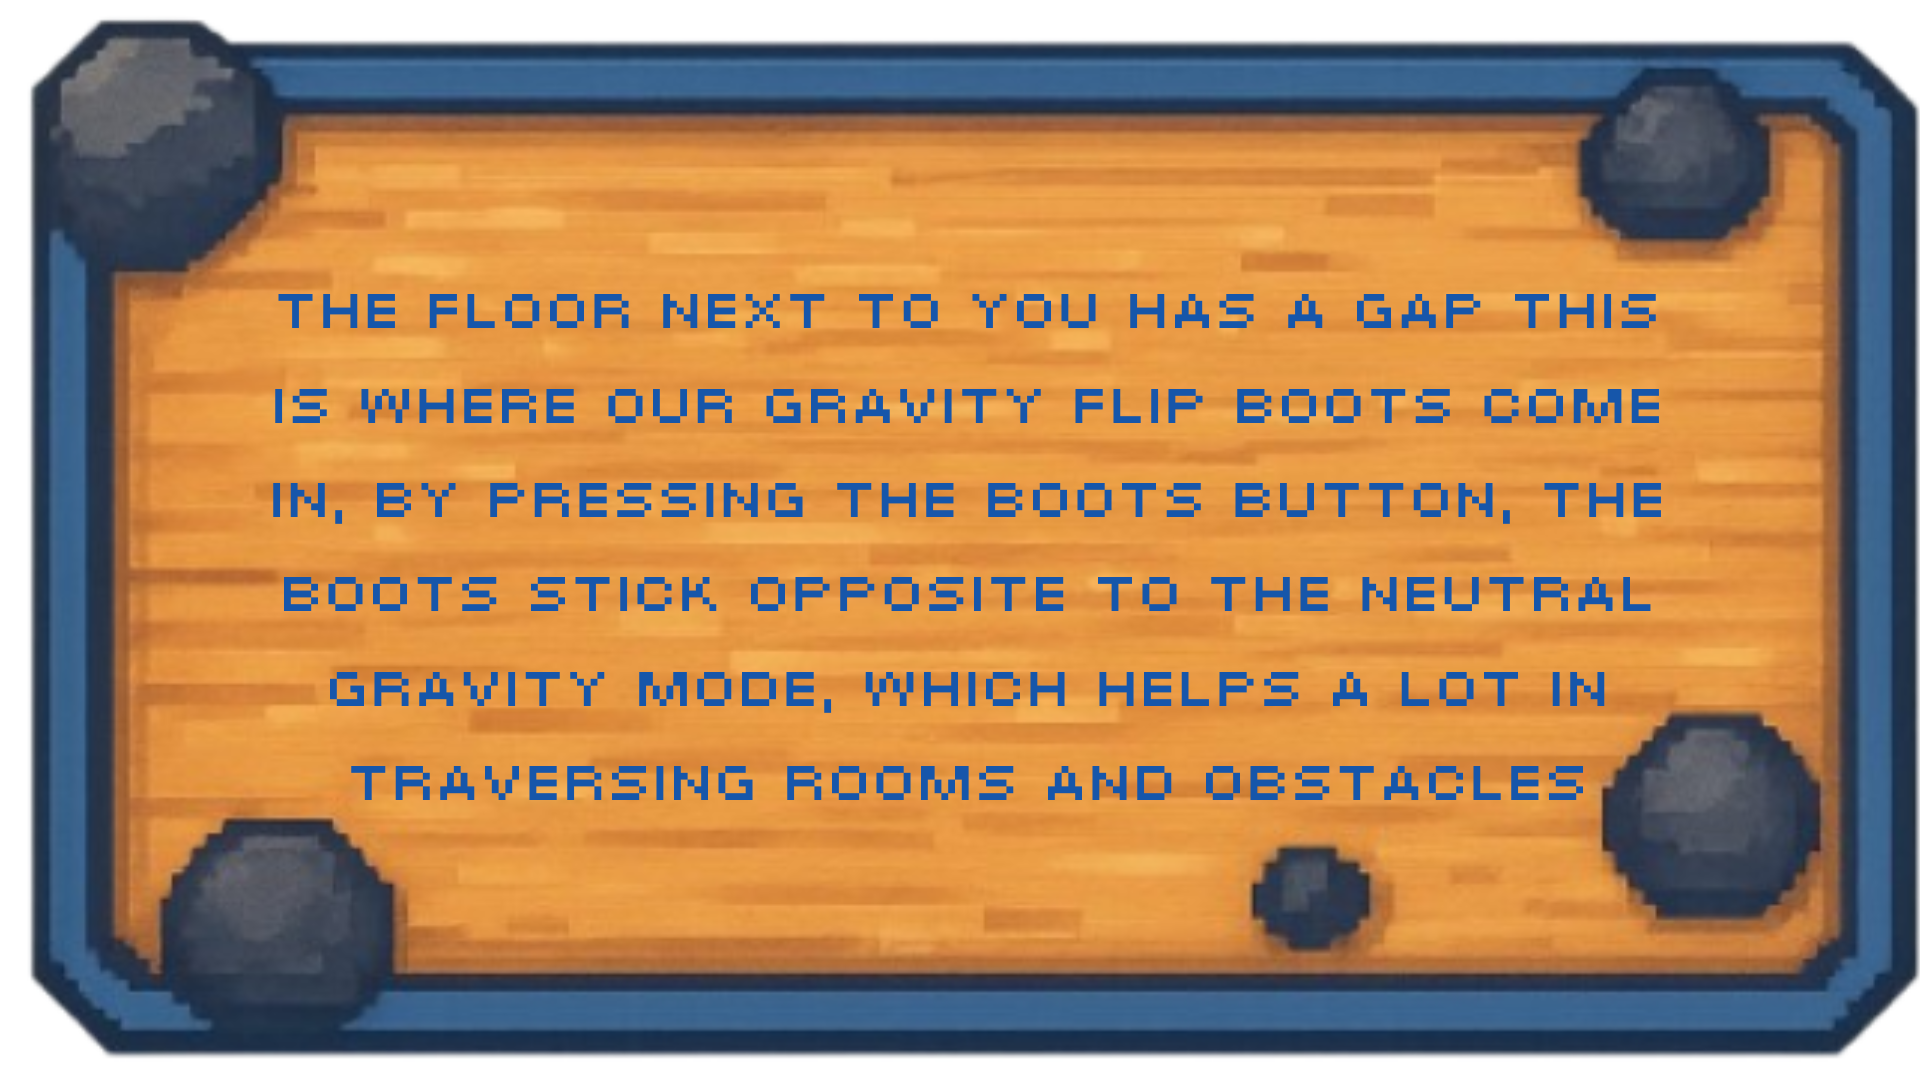 THE FLOOR NEXT TO YOU HAS A GAP THIS
IS WHERE OUR GRAVITY FLIP BOOTS COME
IN, BY PRESSING THE BOOTS BUTTON, THE
BOOTS STICK OPPOSITE TO THE NEUTRAL
GRAVITY MODE, WHICH HELPS A LOT IN
TRAVERSING ROOMS AND OBSTACLES